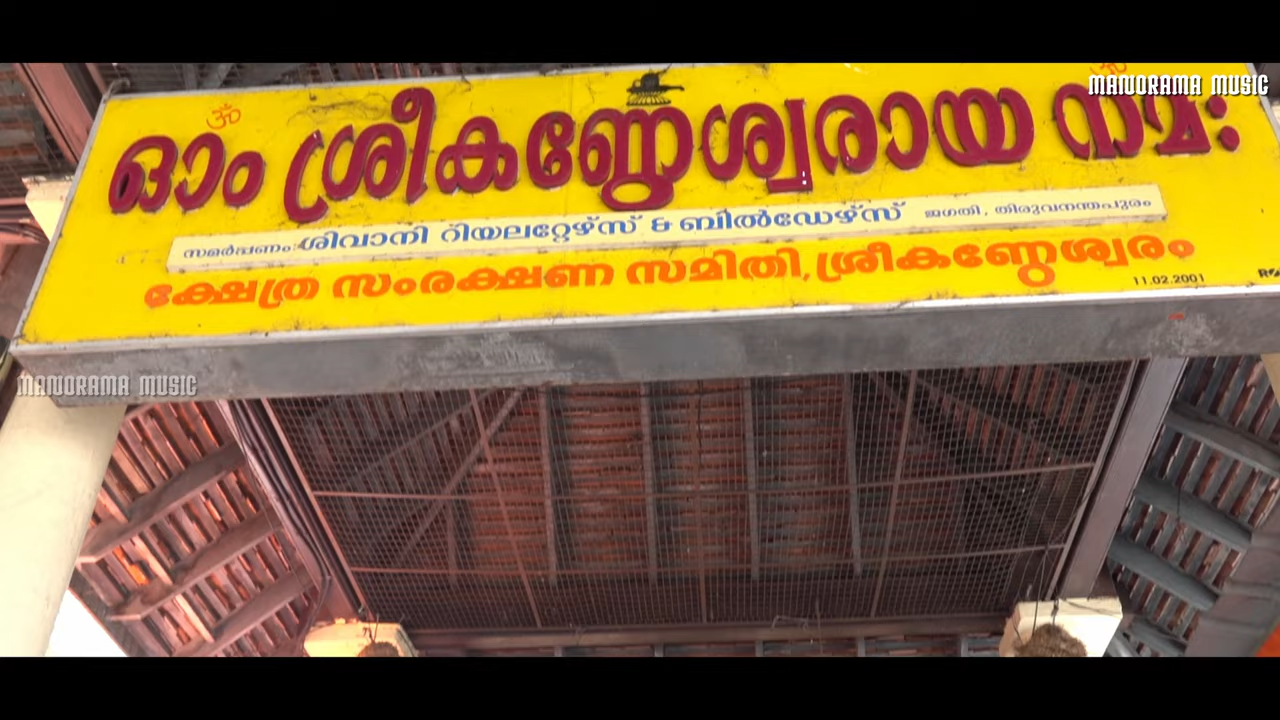 MANORAMA MUSIC
ॐ ॐ
ഓം ശ്രീകണ്ഠേശ്വരായ നമഃ
സമർപ്പണം: ശിവാനി റിയലറ്റേഴ്സ് & ബിൽഡേഴ്സ് ജഗതി, തിരുവനന്തപുരം
ക്ഷേത്ര സംരക്ഷണ സമിതി, ശ്രീകണ്ഠേശ്വരം
11.02.2001
MANORAMA MUSIC